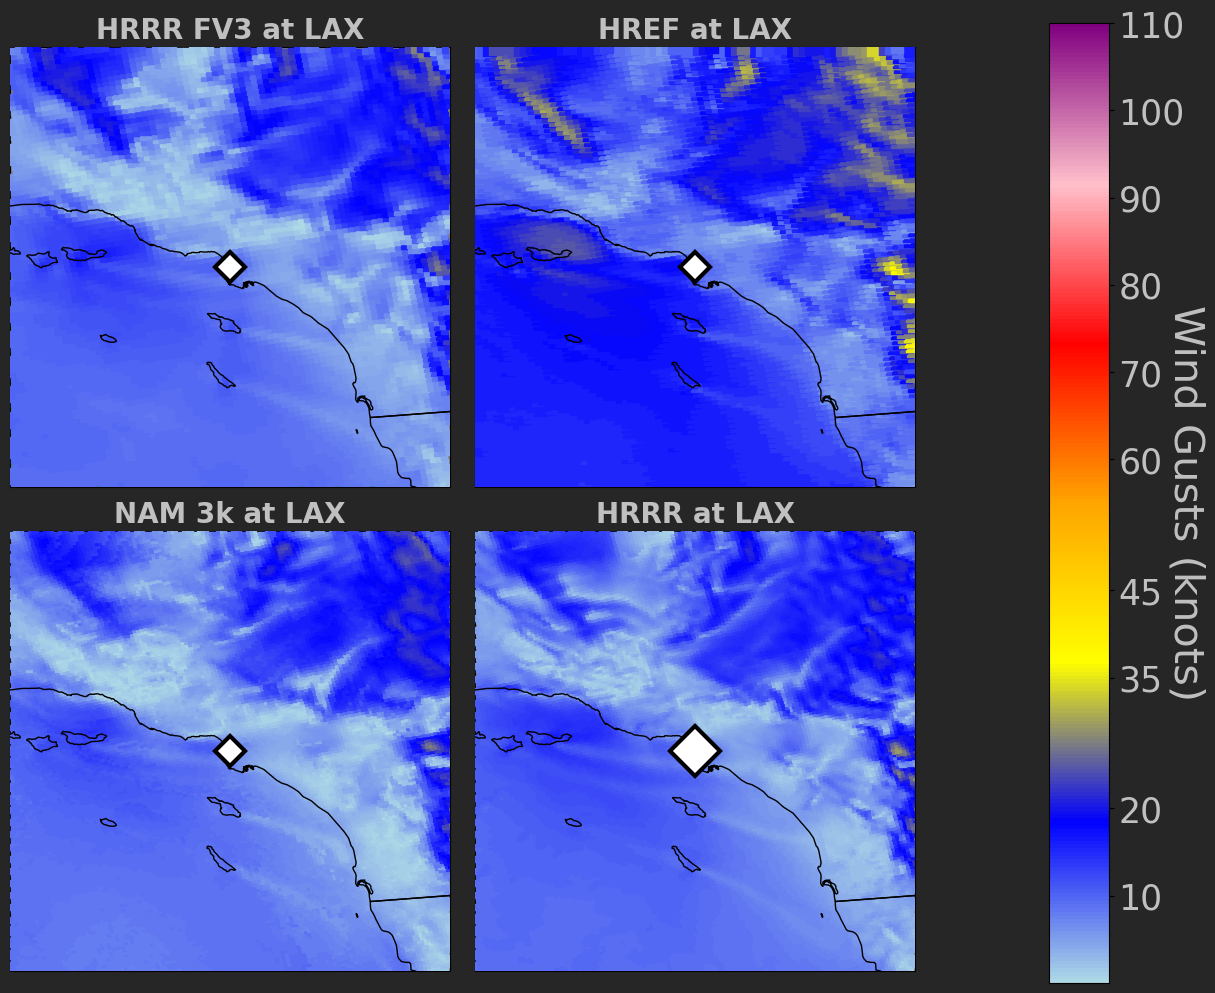 HRRR FV3 at LAX
HREF at LAX
NAM 3k at LAX
HRRR at LAX
110
100
90
80
70
60
45
35
20
10
Wind Gusts (knots)